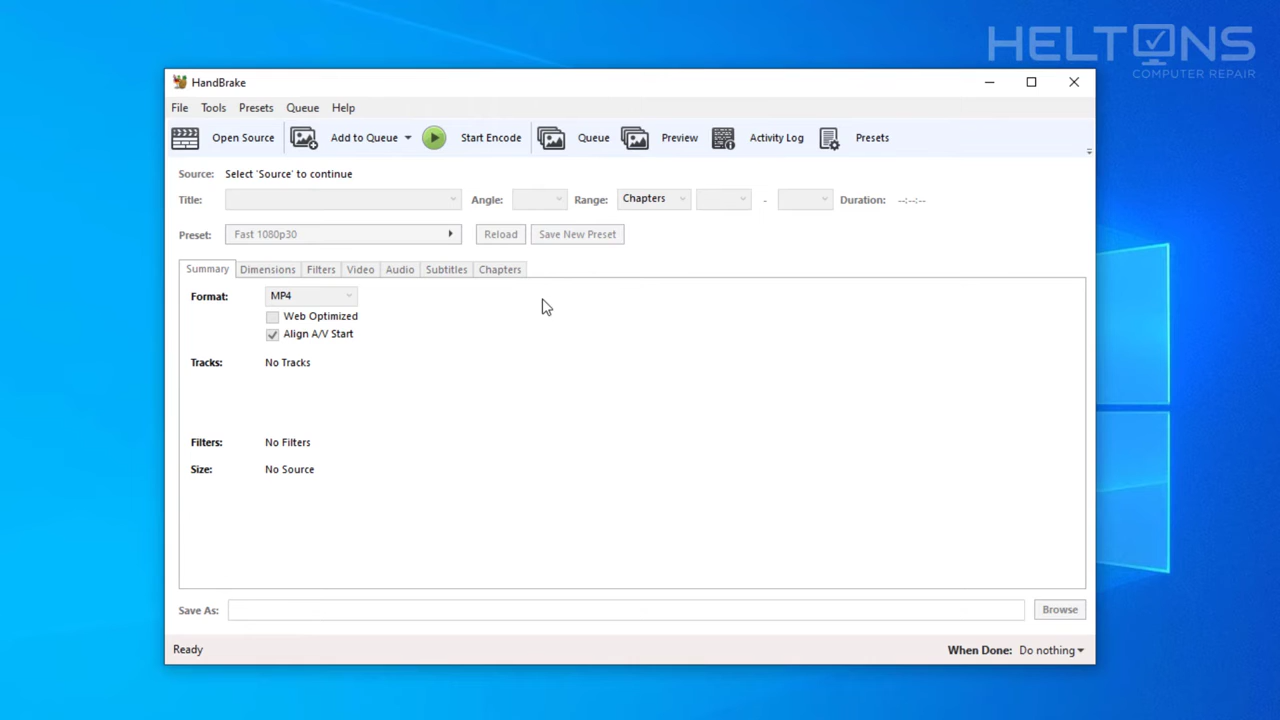 HELTONS
COMPUTER REPAIR
HandBrake
File Tools Presets Queue Help
Open Source Add to Queue Start Encode Queue Preview Activity Log Presets
Source: Select 'Source' to continue
Title: Angle: Range: Chapters - Duration: --:--:--
Preset: Fast 1080p30 Reload Save New Preset
Summary Dimensions Filters Video Audio Subtitles Chapters
Format: MP4
Web Optimized
Align A/V Start
Tracks: No Tracks
Filters: No Filters
Size: No Source
Save As: Browse
Ready When Done: Do nothing